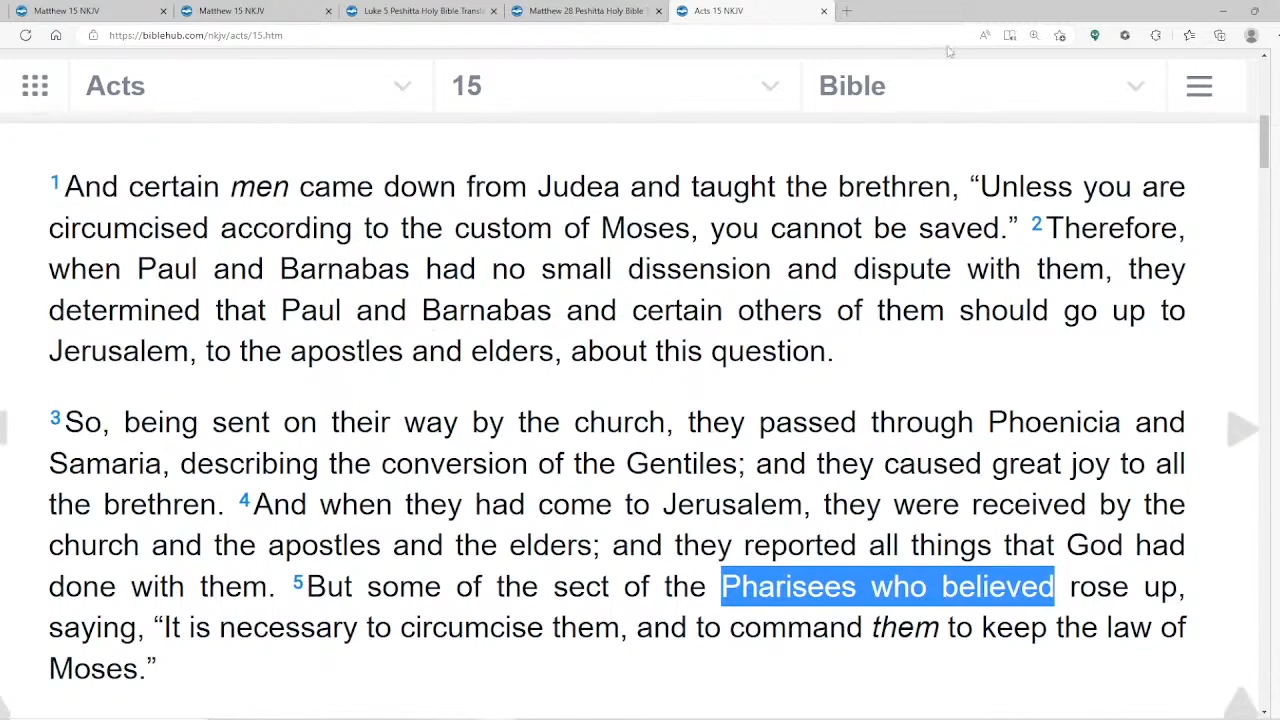 Matthew 15 NKJV
Matthew 15 NKJV
Luke 5 Peshitta Holy Bible Transl
Matthew 28 Peshitta Holy Bible T
Acts 15 NKJV
https://biblehub.com/nkjv/acts/15.htm
Acts
15
Bible
1And certain men came down from Judea and taught the brethren, “Unless you are
circumcised according to the custom of Moses, you cannot be saved.” 2Therefore,
when Paul and Barnabas had no small dissension and dispute with them, they
determined that Paul and Barnabas and certain others of them should go up to
Jerusalem, to the apostles and elders, about this question.
3So, being sent on their way by the church, they passed through Phoenicia and
Samaria, describing the conversion of the Gentiles; and they caused great joy to all
the brethren. 4And when they had come to Jerusalem, they were received by the
church and the apostles and the elders; and they reported all things that God had
done with them. 5But some of the sect of the Pharisees who believed rose up,
saying, “It is necessary to circumcise them, and to command them to keep the law of
Moses.”